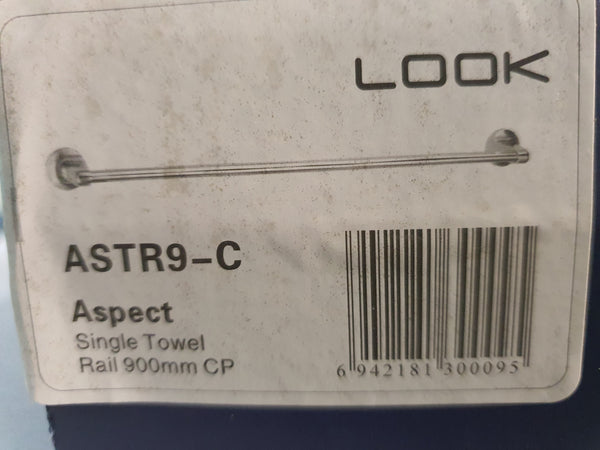 LOOK
ASTR9-C
Aspect
Single Towel
Rail 900mm CP
6 942181 300095